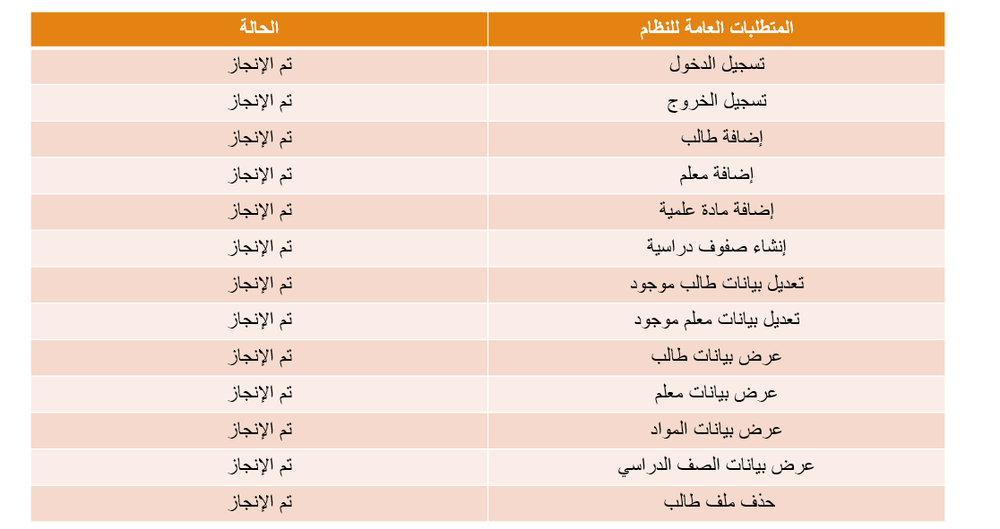 المتطلبات العامة للنظام الحالة
تسجيل الدخول تم الإنجاز
تسجيل الخروج تم الإنجاز
إضافة طالب تم الإنجاز
إضافة معلم تم الإنجاز
إضافة مادة علمية تم الإنجاز
إنشاء صفوف دراسية تم الإنجاز
تعديل بيانات طالب موجود تم الإنجاز
تعديل بيانات معلم موجود تم الإنجاز
عرض بيانات طالب تم الإنجاز
عرض بيانات معلم تم الإنجاز
عرض بيانات المواد تم الإنجاز
عرض بيانات الصف الدراسي تم الإنجاز
حذف ملف طالب تم الإنجاز